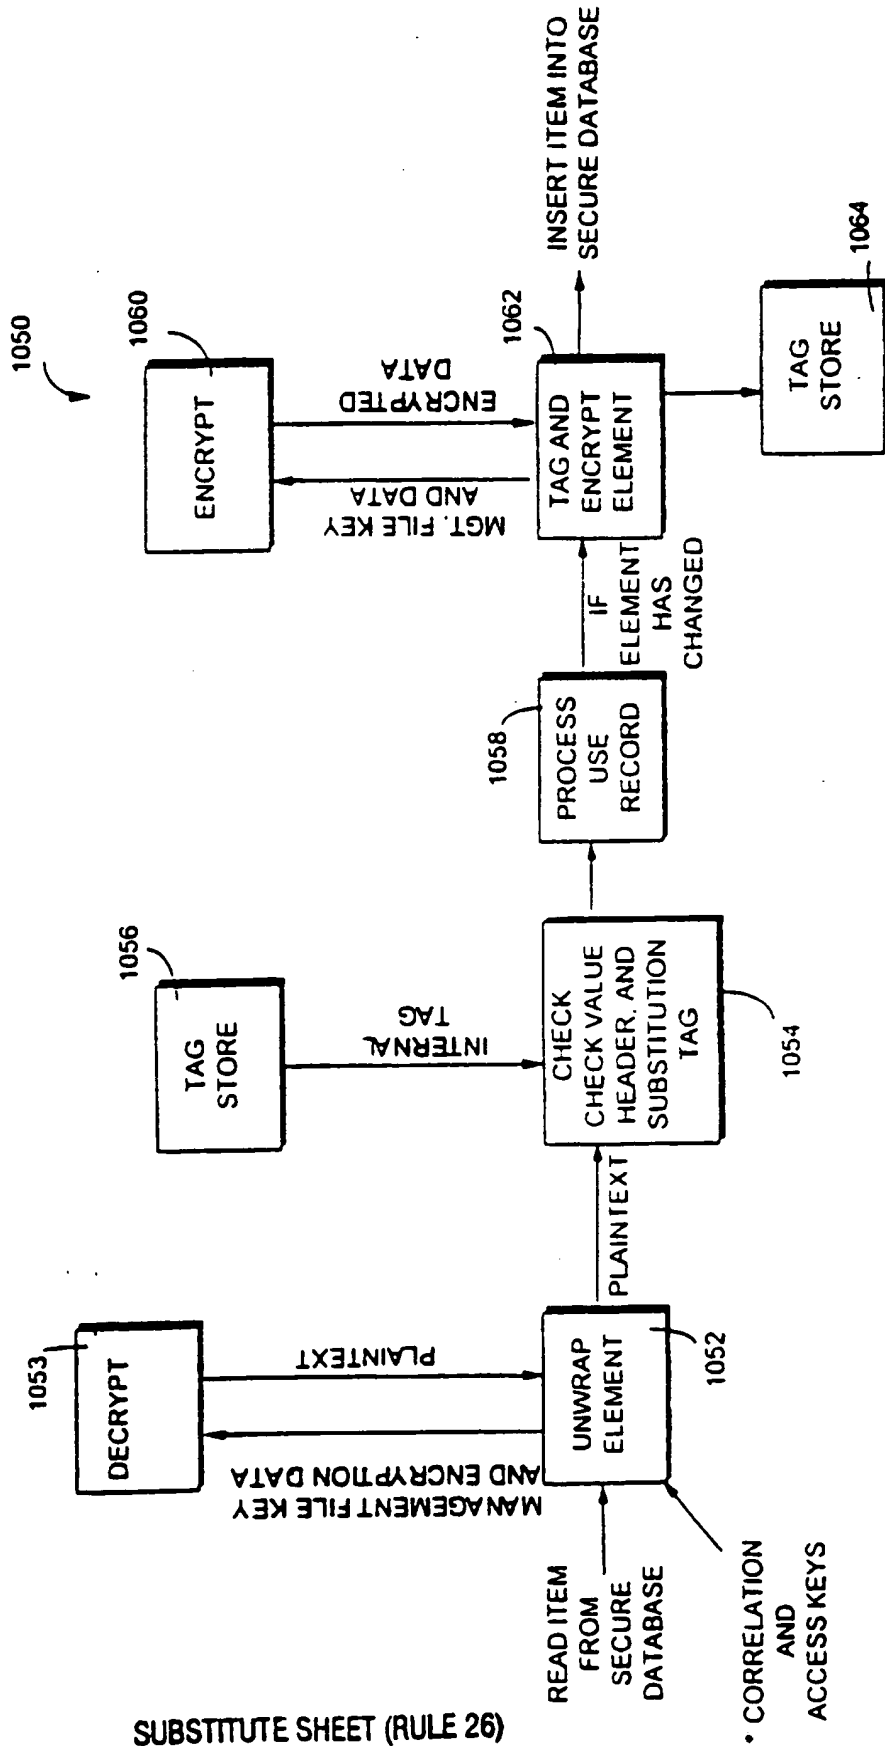 1050
1053
DECRYPT
MANAGEMENT FILE KEY
AND ENCRYPTION DATA
PLAINTEXT
READ ITEM
FROM
SECURE
DATABASE
• CORRELATION
AND
ACCESS KEYS
UNWRAP
ELEMENT
1052
PLAINTEXT
1056
TAG
STORE
INTERNAL
TAG
CHECK
CHECK VALUE
HEADER, AND
SUBSTITUTION
TAG
1054
1058
PROCESS
USE
RECORD
IF
ELEMENT
HAS
CHANGED
1060
ENCRYPT
MGT. FILE KEY
AND DATA
ENCRYPTED
DATA
1062
TAG AND
ENCRYPT
ELEMENT
INSERT ITEM INTO
SECURE DATABASE
TAG
STORE
1064
SUBSTITUTE SHEET (RULE 26)